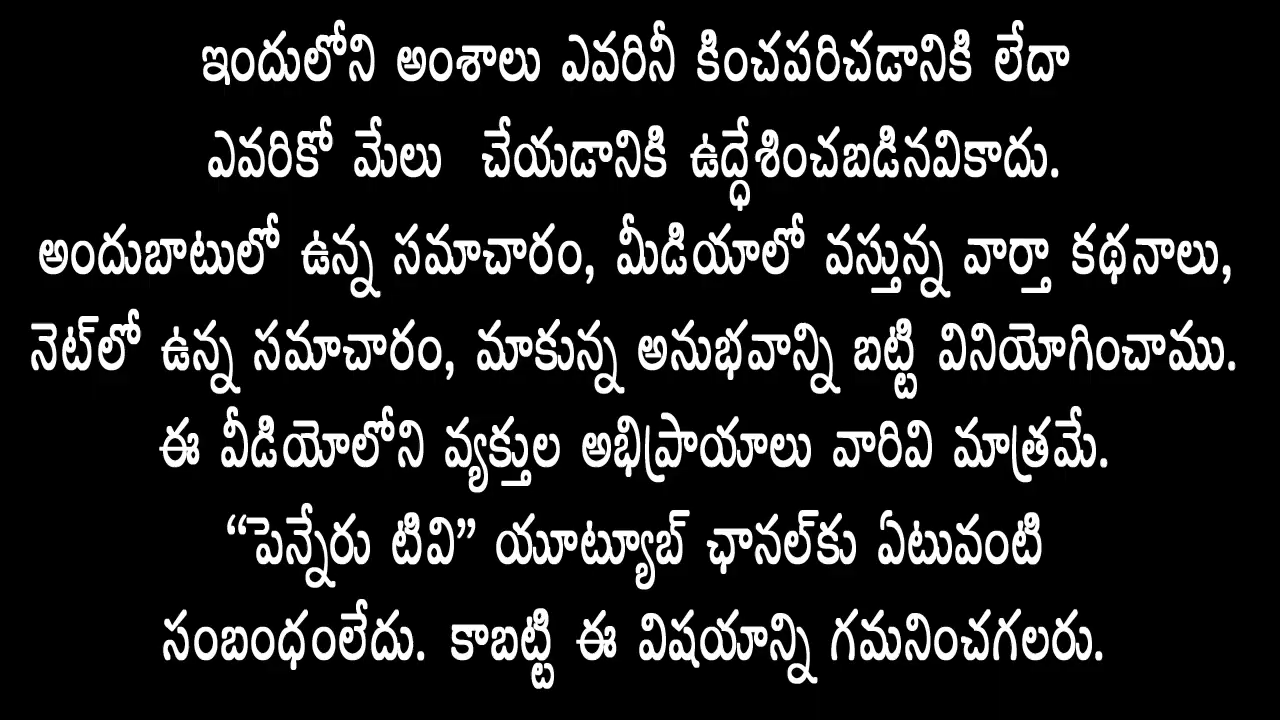 ఇందులోని అంశాలు ఎవరినీ కించపరిచడానికి లేదా
ఎవరికో మేలు చేయడానికి ఉద్ధేశించబడినవికాదు.
అందుబాటులో ఉన్న సమాచారం, మీడియాలో వస్తున్న వార్తా కథనాలు,
నెట్‌లో ఉన్న సమాచారం, మాకున్న అనుభవాన్ని బట్టి వినియోగించాము.
ఈ వీడియోలోని వ్యక్తుల అభిప్రాయాలు వారివి మాత్రమే.
“పెన్నేరు టివి” యూట్యూబ్ ఛానల్‌కు ఏటువంటి
సంబంధంలేదు. కాబట్టి ఈ విషయాన్ని గమనించగలరు.